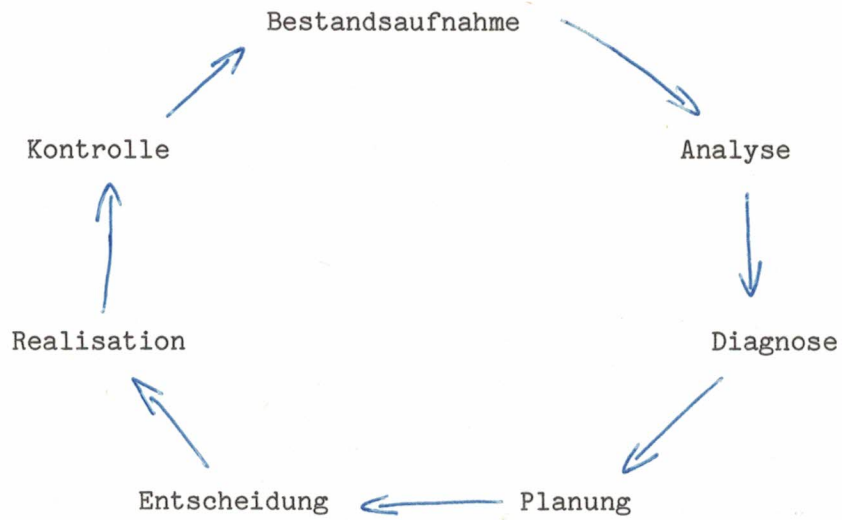 Bestandsaufnahme
Kontrolle
Analyse
Realisation
Diagnose
Entscheidung
Planung